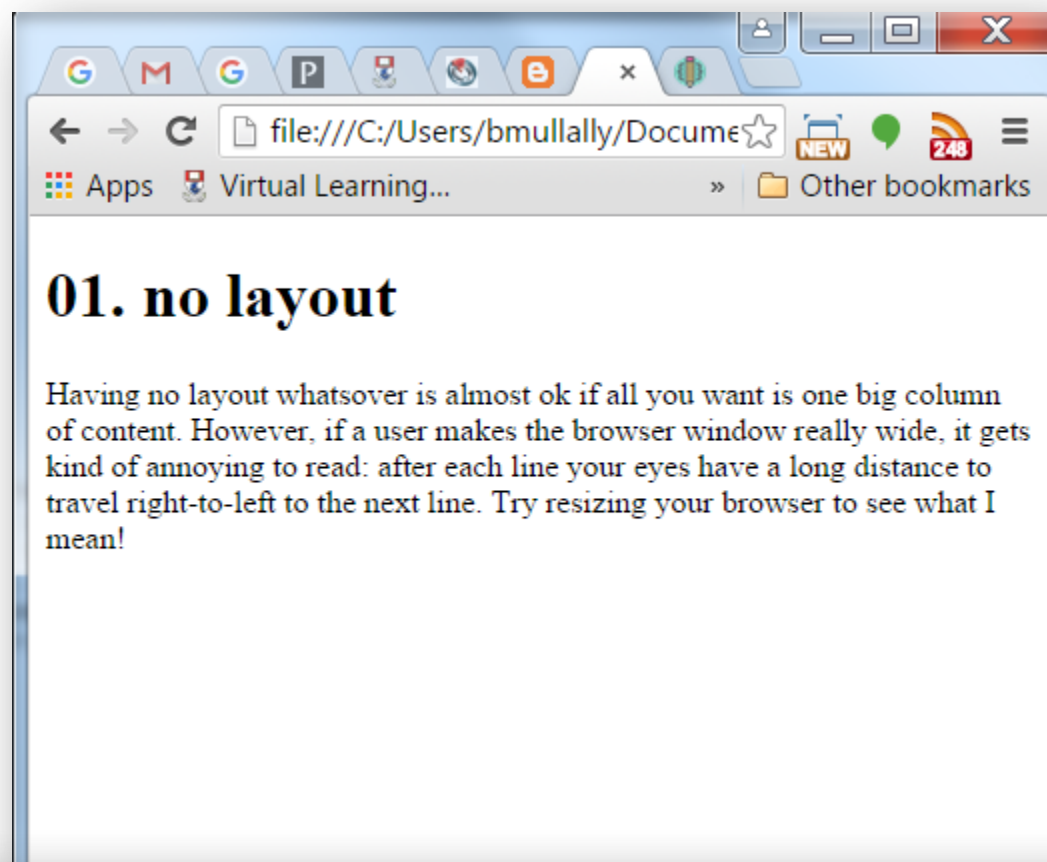 file:///C:/Users/bmullally/Docume
NEW
248
Apps
Virtual Learning...
»
Other bookmarks
01. no layout
Having no layout whatsover is almost ok if all you want is one big column
of content. However, if a user makes the browser window really wide, it gets
kind of annoying to read: after each line your eyes have a long distance to
travel right-to-left to the next line. Try resizing your browser to see what I
mean!